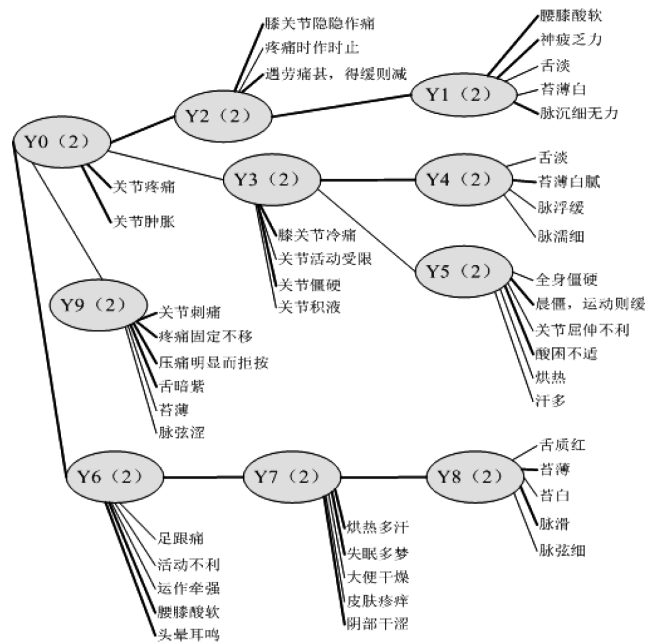 膝关节隐隐作痛
疼痛时作时止
遇劳痛甚，得缓则减
腰膝酸软
神疲乏力
舌淡
苔薄白
脉沉细无力
Y2（2）
Y1（2）
Y0（2）
关节疼痛
关节肿胀
Y3（2）
Y4（2）
舌淡
苔薄白腻
脉浮缓
脉濡细
膝关节冷痛
关节活动受限
关节僵硬
关节积液
Y5（2）
全身僵硬
晨僵，运动则缓
关节屈伸不利
酸困不适
烘热
汗多
Y9（2）
关节刺痛
疼痛固定不移
压痛明显而拒按
舌暗紫
苔薄
脉弦涩
Y6（2）
Y7（2）
Y8（2）
舌质红
苔薄
苔白
脉滑
脉弦细
足跟痛
活动不利
运作牵强
腰膝酸软
头晕耳鸣
烘热多汗
失眠多梦
大便干燥
皮肤疹痒
阴部干涩